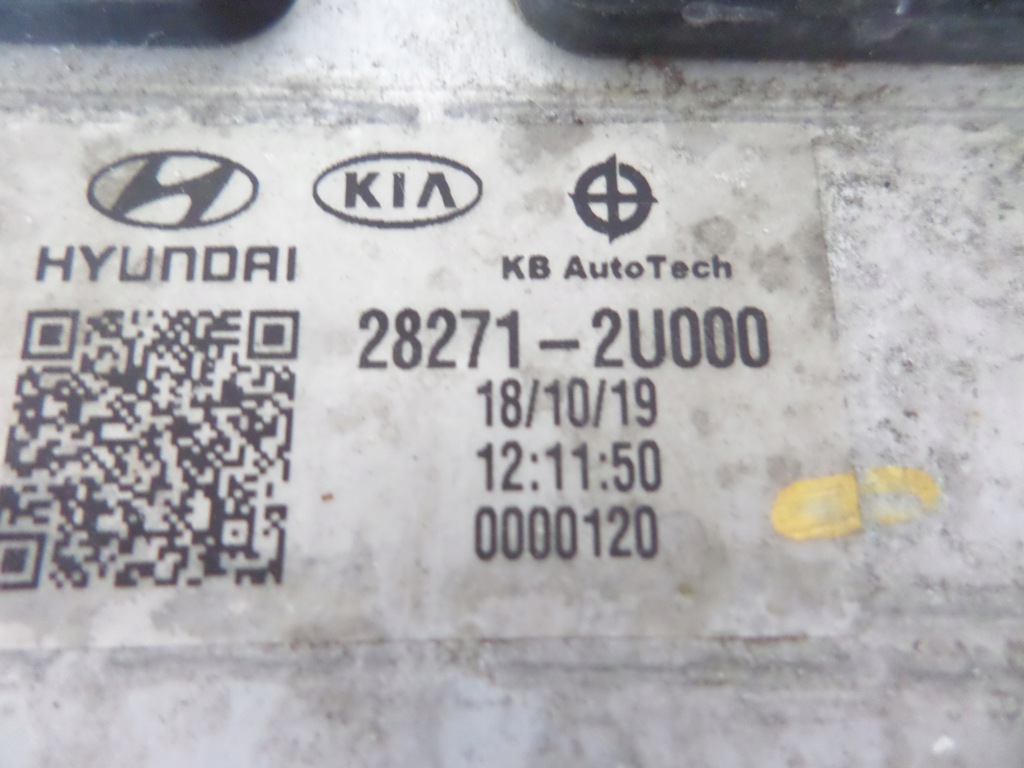 KIA
HYUNDAI
KB AutoTech
28271-2U000
18/10/19
12:11:50
0000120